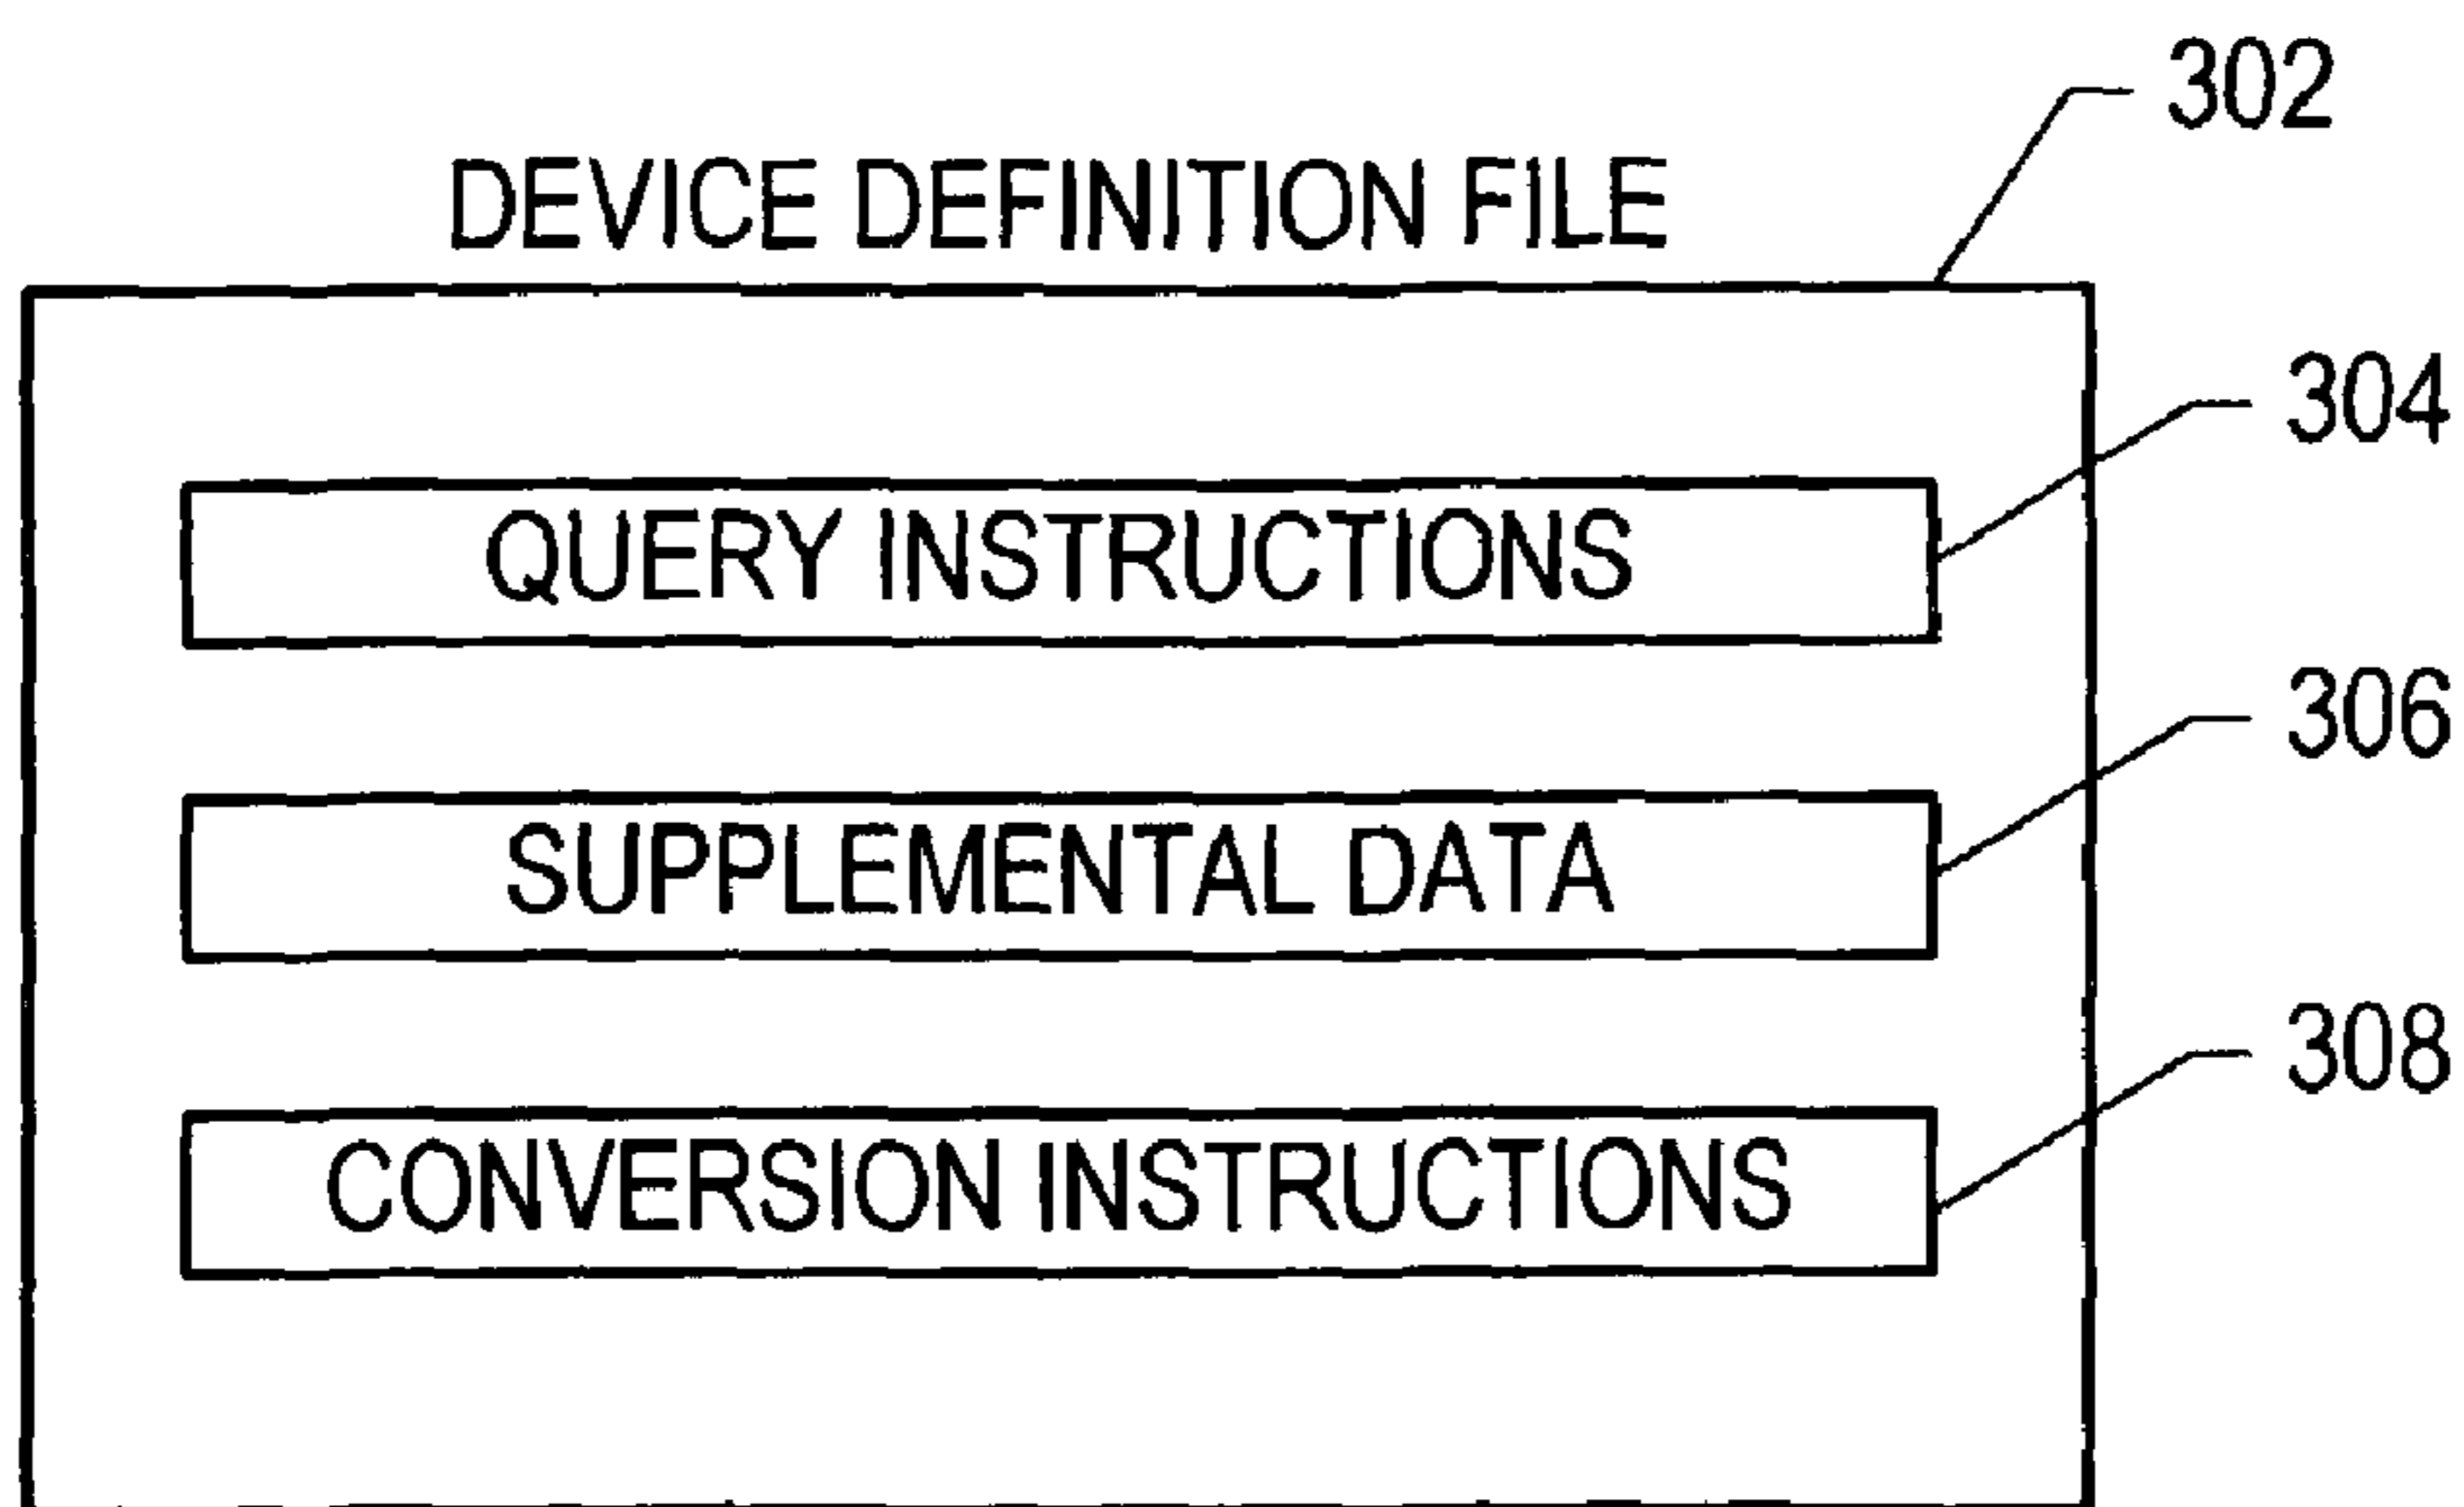 302
DEVICE DEFINITION FILE
304
QUERY INSTRUCTIONS
306
SUPPLEMENTAL DATA
308
CONVERSION INSTRUCTIONS